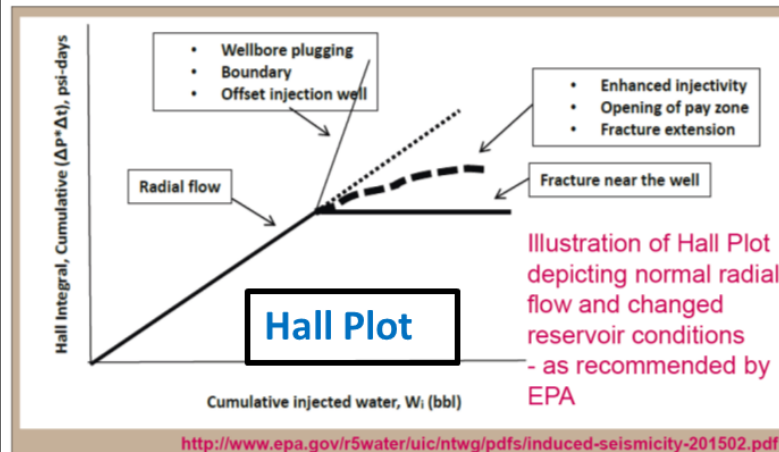 Hall Integral, Cumulative (ΔP*Δt), psi-days
• Wellbore plugging
• Boundary
• Offset injection well
• Enhanced injectivity
• Opening of pay zone
• Fracture extension
Radial flow
Fracture near the well
Illustration of Hall Plot
depicting normal radial
flow and changed
reservoir conditions
- as recommended by
EPA
Hall Plot
Cumulative injected water, Wᵢ (bbl)
http://www.epa.gov/r5water/uic/ntwg/pdfs/induced-seismicity-201502.pdf